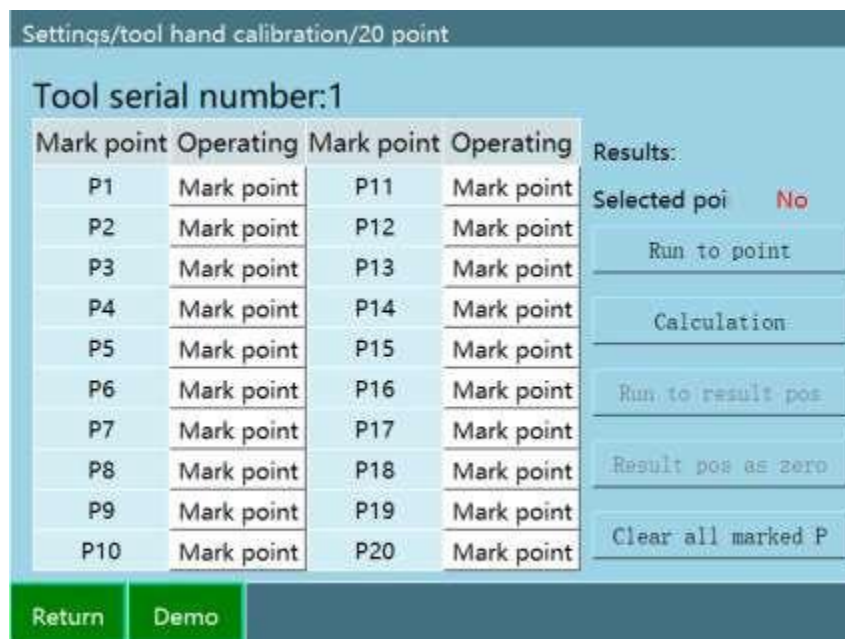 Settings/tool hand calibration/20 point
Tool serial number:1
Mark point Operating Mark point Operating
P1 Mark point P11 Mark point
P2 Mark point P12 Mark point
P3 Mark point P13 Mark point
P4 Mark point P14 Mark point
P5 Mark point P15 Mark point
P6 Mark point P16 Mark point
P7 Mark point P17 Mark point
P8 Mark point P18 Mark point
P9 Mark point P19 Mark point
P10 Mark point P20 Mark point
Results:
Selected poi No
Run to point
Calculation
Run to result pos
Result pos as zero
Clear all marked P
Return Demo